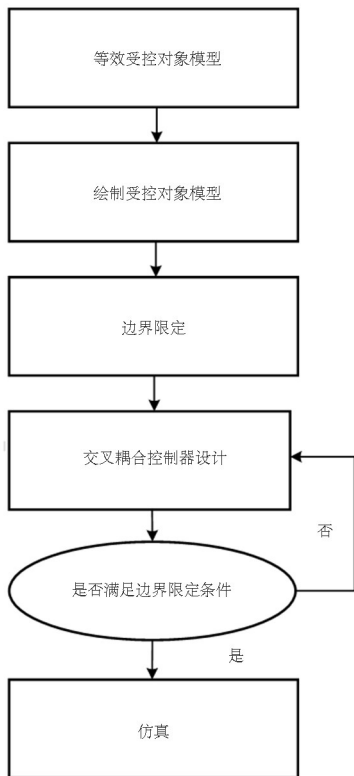 等效受控对象模型
绘制受控对象模型
边界限定
交叉耦合控制器设计
否
是否满足边界限定条件
是
仿真